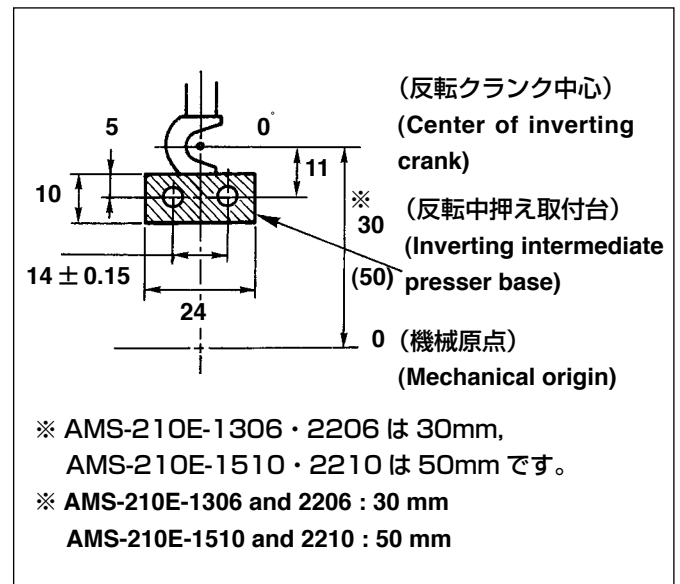 （反転クランク中心）
(Center of inverting
crank)
5
0°
11
10
※
30
（反転中押え取付台）
(Inverting intermediate
presser base)
(50)
14 ± 0.15
24
0 （機械原点）
(Mechanical origin)
※ AMS-210E-1306・2206 は 30mm,
AMS-210E-1510・2210 は 50mm です。
※ AMS-210E-1306 and 2206 : 30 mm
AMS-210E-1510 and 2210 : 50 mm